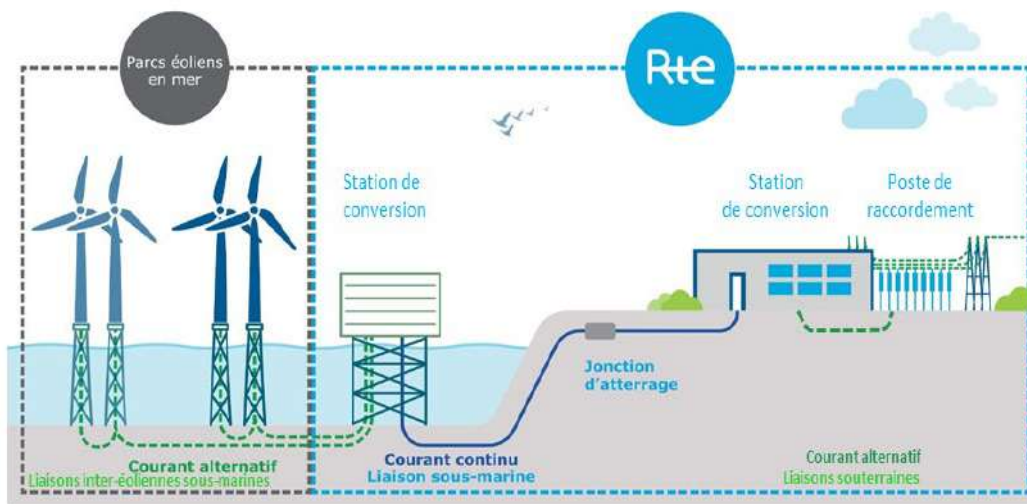 Parcs éoliens
en mer
Rte
Station de
conversion
Station
de conversion
Poste de
raccordement
Jonction
d'atterrage
Courant alternatif
Liaisons inter-éoliennes sous-marines
Courant continu
Liaison sous-marine
Courant alternatif
Liaisons souterraines